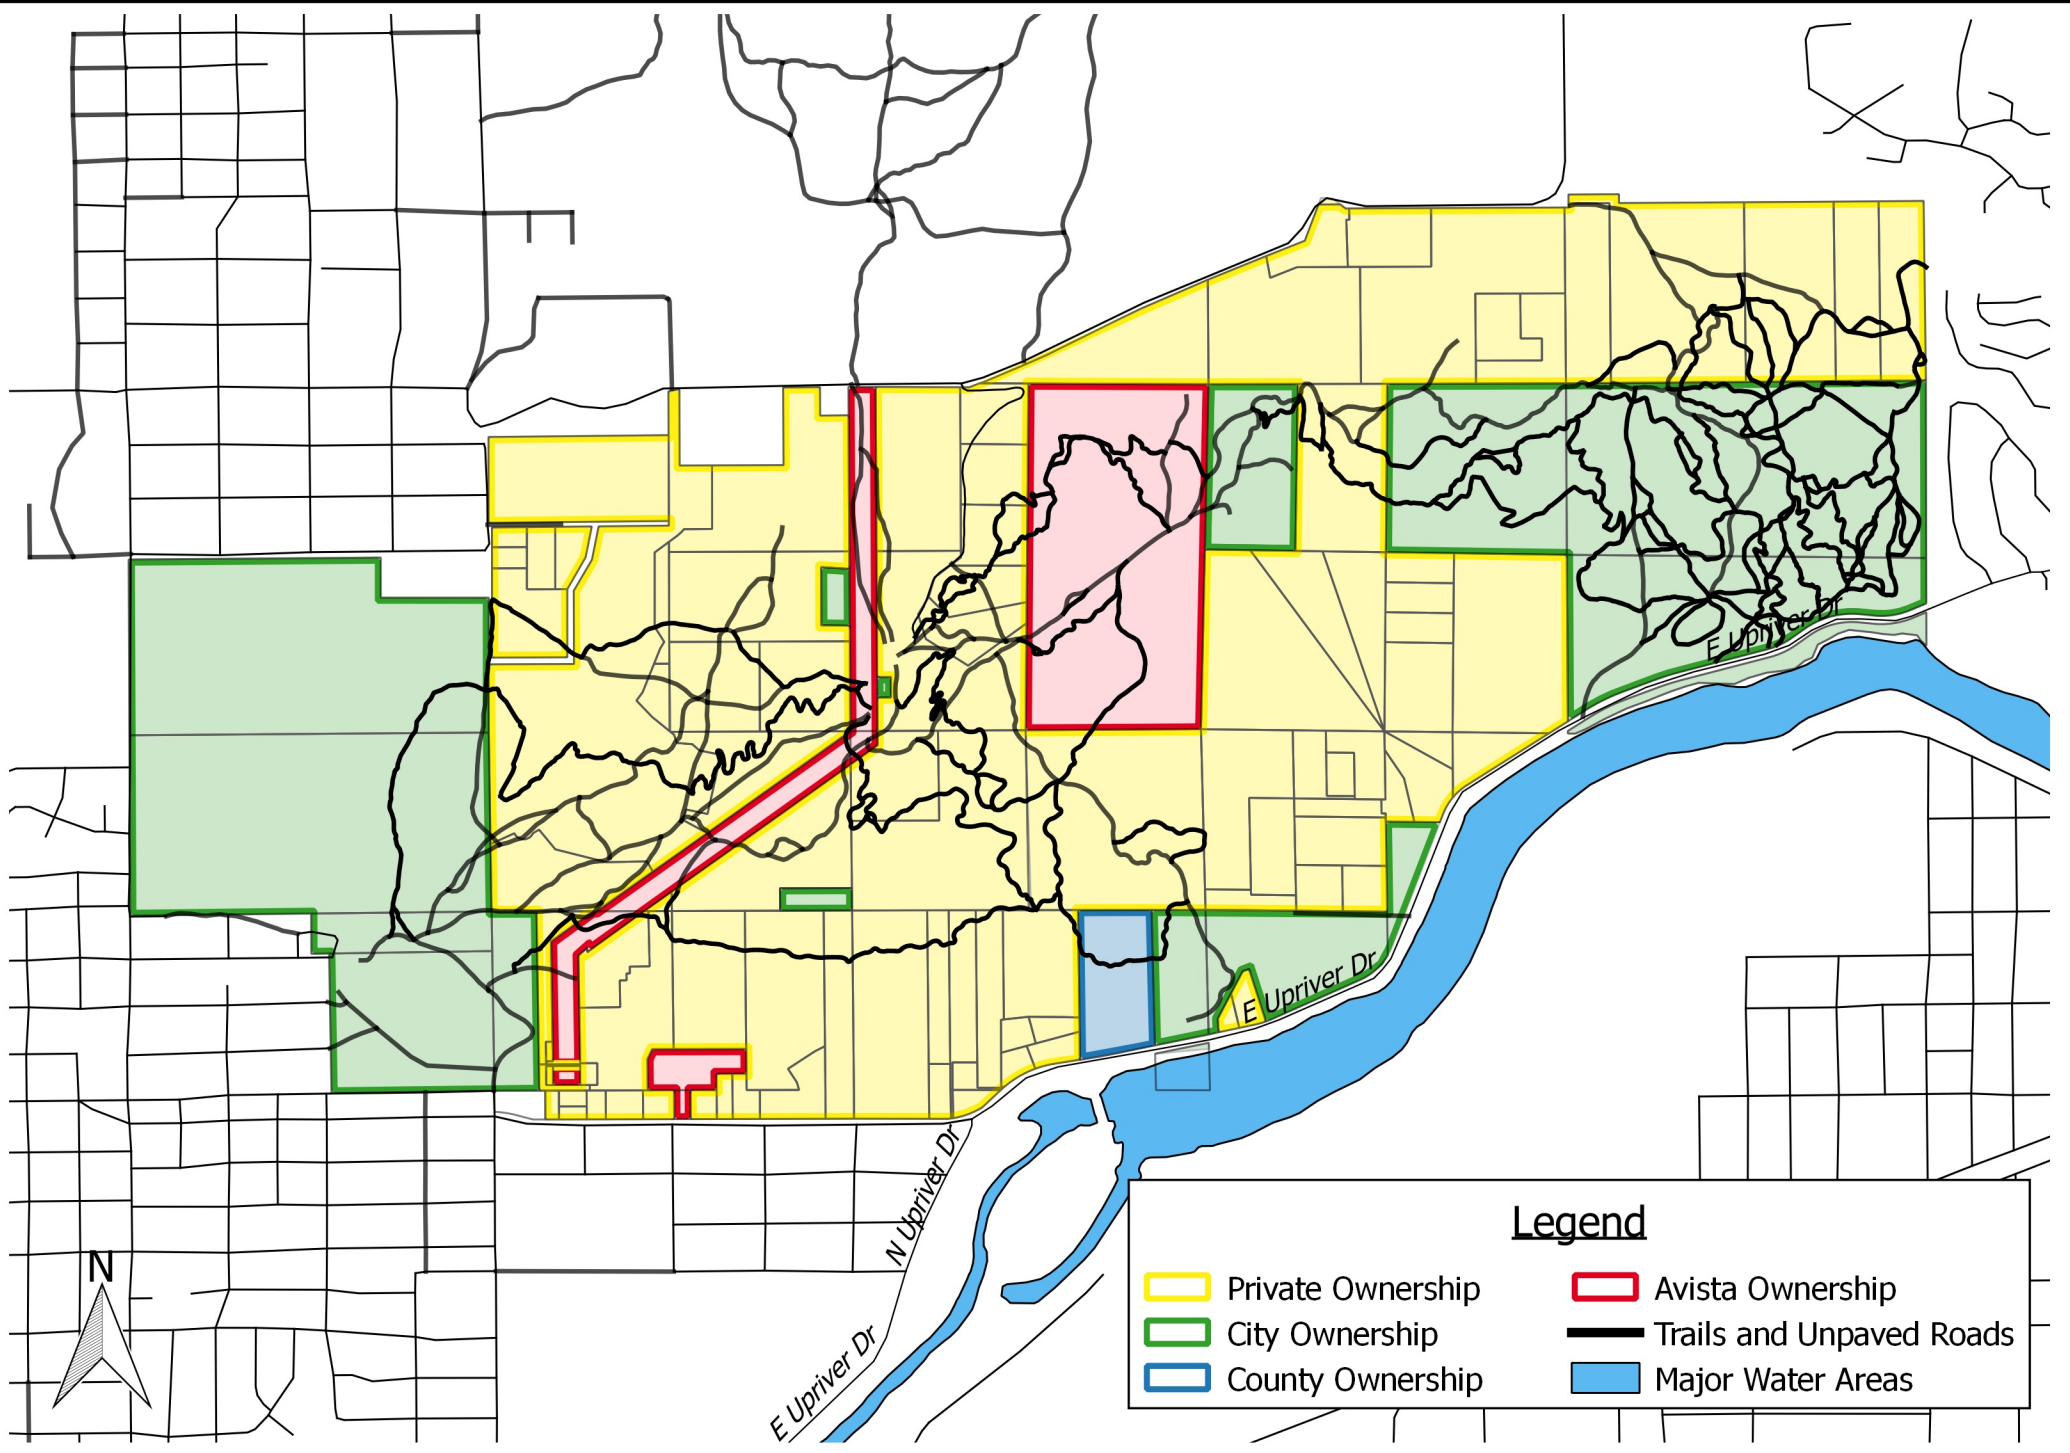 E Upriver Dr
E Upriver Dr
N Upriver Dr
E Upriver Dr
N
Legend
Private Ownership
City Ownership
County Ownership
Avista Ownership
Trails and Unpaved Roads
Major Water Areas